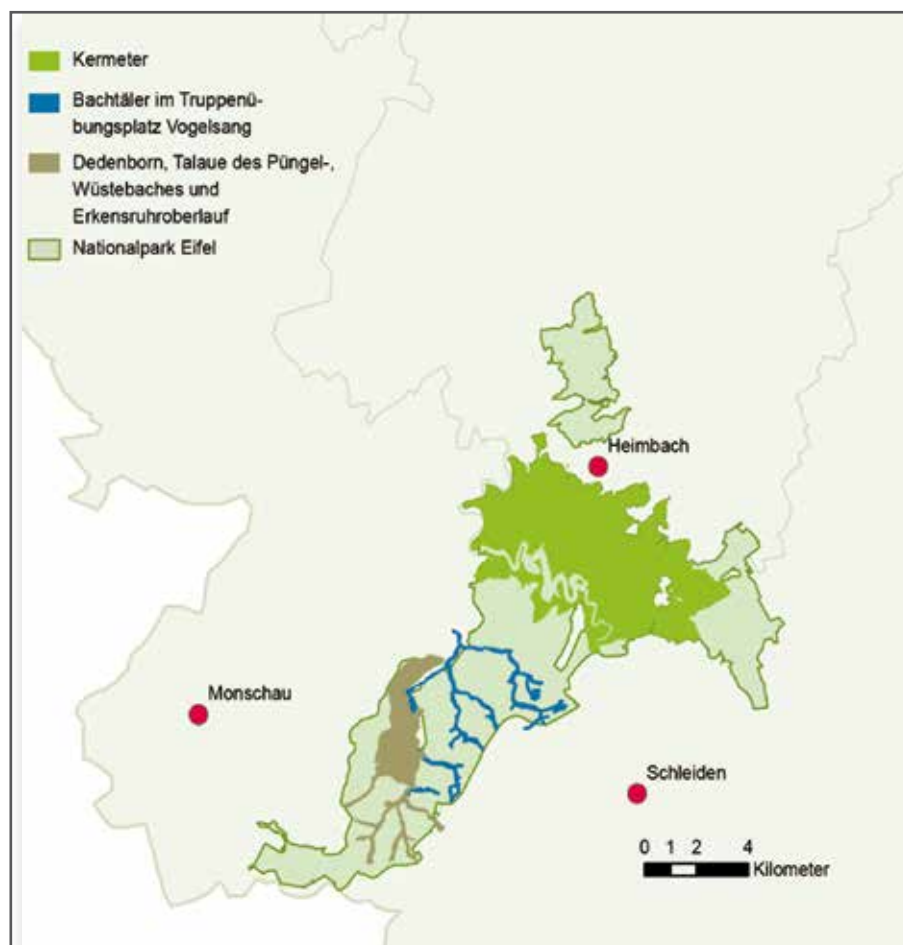 Kermeter
Bachtäler im Truppenü-
bungsplatz Vogelsang
Dedenborn, Talaue des Püngel-,
Wüstebaches und
Erkensruhroberlauf
Nationalpark Eifel
Heimbach
Monschau
Schleiden
0 1 2 4
Kilometer